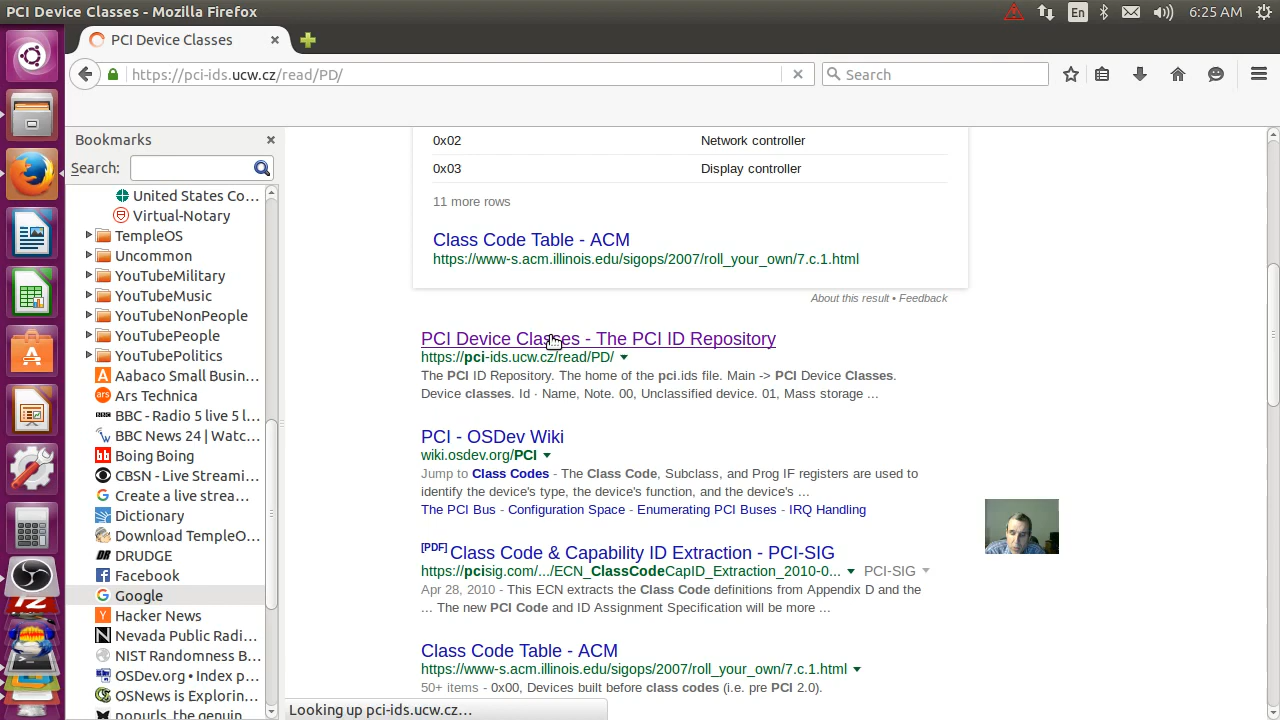 PCI Device Classes - Mozilla Firefox
En
6:25 AM
PCI Device Classes
https://pci-ids.ucw.cz/read/PD/
Search
Bookmarks
Search:
United States Co...
Virtual-Notary
TempleOS
Uncommon
YouTubeMilitary
YouTubeMusic
YouTubeNonPeople
YouTubePeople
YouTubePolitics
Aabaco Small Busin...
Ars Technica
BBC - Radio 5 live 5 l...
BBC News 24 | Watc...
Boing Boing
CBSN - Live Streami...
Create a live strea...
Dictionary
Download TempleO...
DRUDGE
Facebook
Google
Hacker News
Nevada Public Radi...
NIST Randomness B...
OSDev.org • Index p...
OSNews is Explorin...
popurls, the genuin
0x02 Network controller
0x03 Display controller
11 more rows
Class Code Table - ACM
https://www-s.acm.illinois.edu/sigops/2007/roll_your_own/7.c.1.html
About this result • Feedback
PCI Device Classes - The PCI ID Repository
https://pci-ids.ucw.cz/read/PD/
The PCI ID Repository. The home of the pci.ids file. Main -> PCI Device Classes.
Device classes. Id · Name, Note. 00, Unclassified device. 01, Mass storage ...
PCI - OSDev Wiki
wiki.osdev.org/PCI
Jump to Class Codes - The Class Code, Subclass, and Prog IF registers are used to
identify the device's type, the device's function, and the device's ...
The PCI Bus - Configuration Space - Enumerating PCI Buses - IRQ Handling
[PDF] Class Code & Capability ID Extraction - PCI-SIG
https://pcisig.com/.../ECN_ClassCodeCapID_Extraction_2010-0... PCI-SIG
Apr 28, 2010 - This ECN extracts the Class Code definitions from Appendix D and the
... The new PCI Code and ID Assignment Specification will be more ...
Class Code Table - ACM
https://www-s.acm.illinois.edu/sigops/2007/roll_your_own/7.c.1.html
50+ items - 0x00, Devices built before class codes (i.e. pre PCI 2.0).
Looking up pci-ids.ucw.cz...